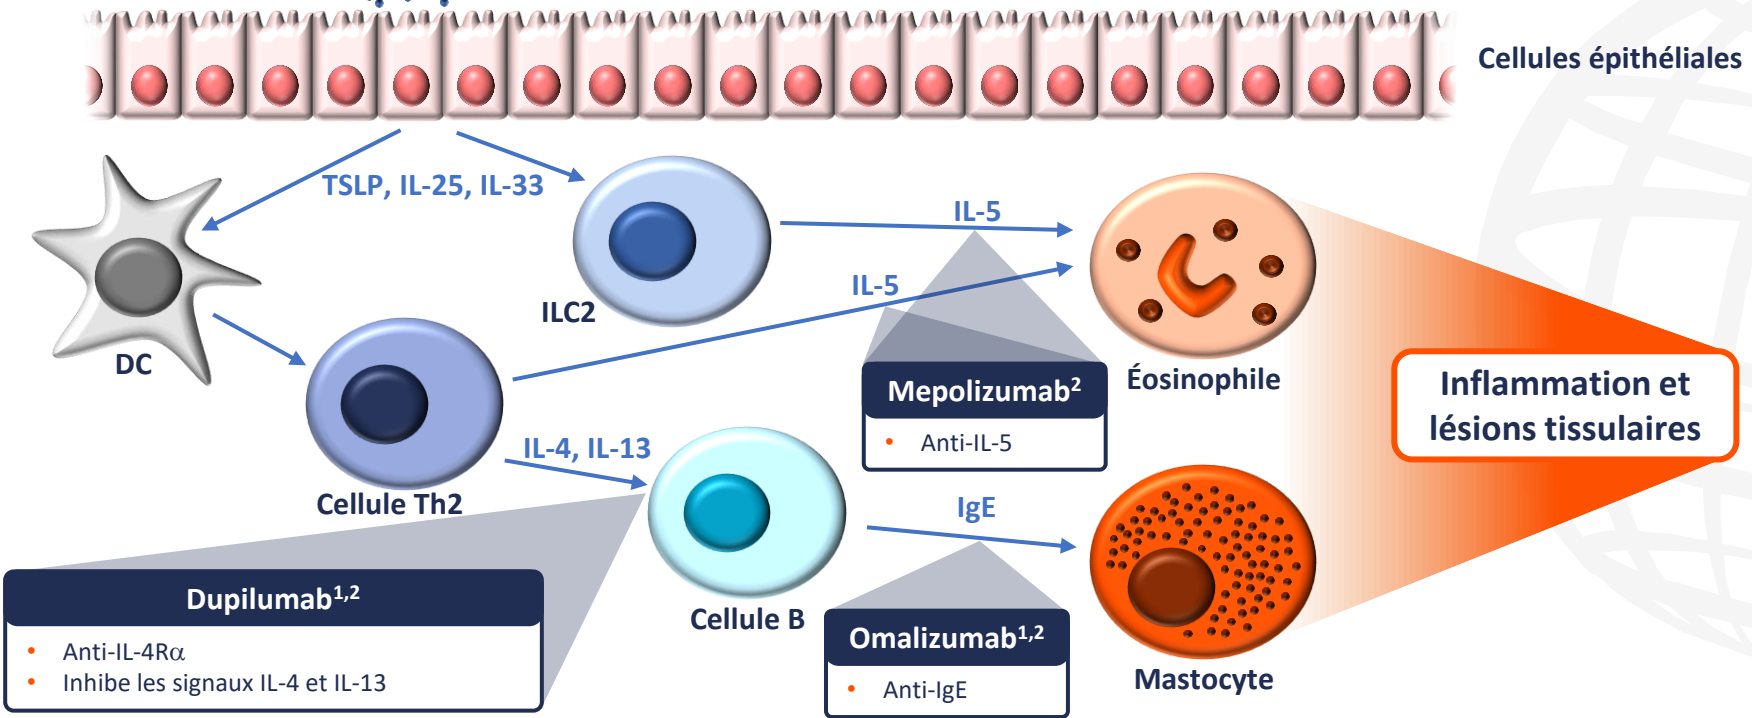 Cellules épithéliales
TSLP, IL-25, IL-33
IL-5
IL-5
ILC2
DC
Mepolizumab²
• Anti-IL-5
Éosinophile
Inflammation et
lésions tissulaires
IL-4, IL-13
Cellule Th2
IgE
Dupilumab¹,²
• Anti-IL-4Rα
• Inhibe les signaux IL-4 et IL-13
Cellule B
Omalizumab¹,²
• Anti-IgE
Mastocyte